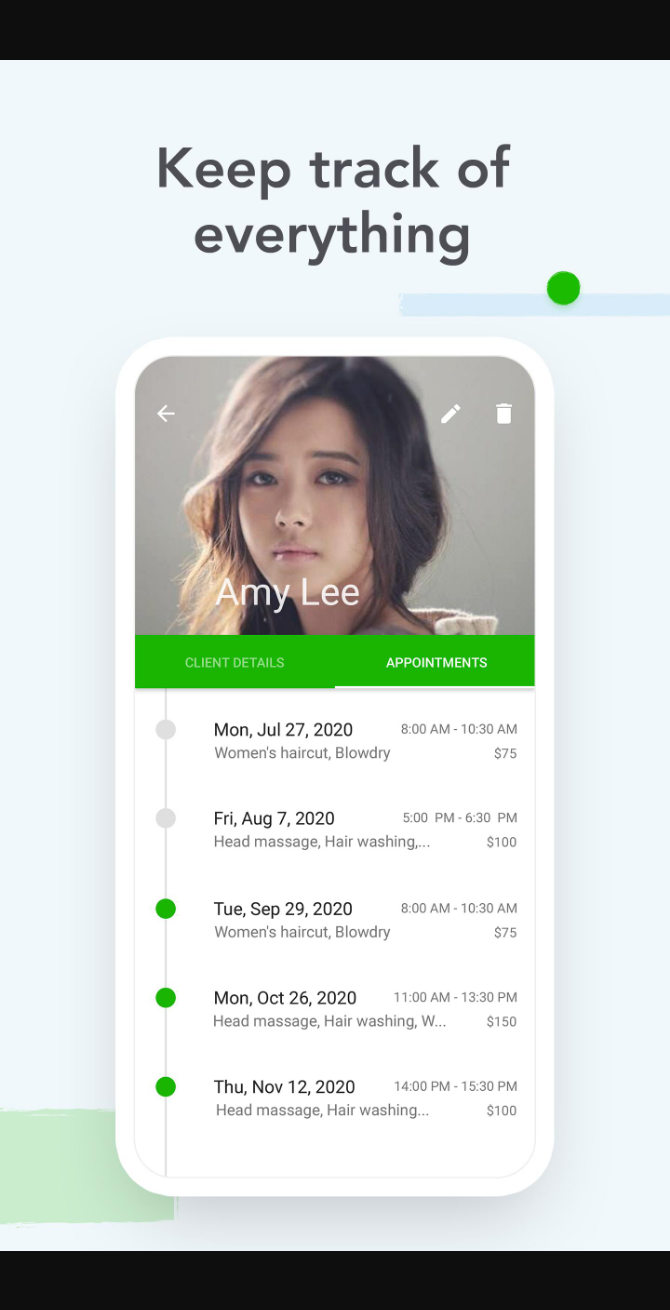 Keep track of
everything
Amy Lee
CLIENT DETAILS
APPOINTMENTS
Mon, Jul 27, 2020 8:00 AM - 10:30 AM
Women's haircut, Blowdry $75
Fri, Aug 7, 2020 5:00 PM - 6:30 PM
Head massage, Hair washing,... $100
Tue, Sep 29, 2020 8:00 AM - 10:30 AM
Women's haircut, Blowdry $75
Mon, Oct 26, 2020 11:00 AM - 13:30 PM
Head massage, Hair washing, W... $150
Thu, Nov 12, 2020 14:00 PM - 15:30 PM
Head massage, Hair washing... $100